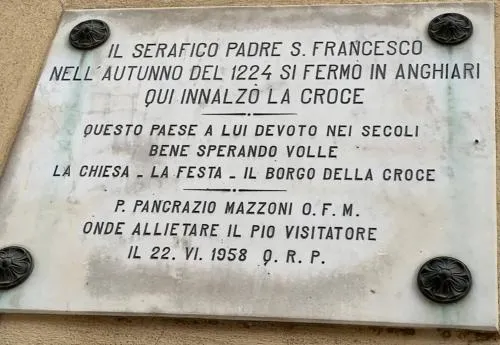 IL SERAFICO PADRE S. FRANCESCO
NELL'AUTUNNO DEL 1224 SI FERMÒ IN ANGHIARI
QUI INNALZÒ LA CROCE
QUESTO PAESE A LUI DEVOTO NEI SECOLI
BENE SPERANDO VOLLE
LA CHIESA - LA FESTA - IL BORGO DELLA CROCE
P. PANCRAZIO MAZZONI O.F.M.
ONDE ALLIETARE IL PIO VISITATORE
IL 22. VI. 1958 Q.R.P.